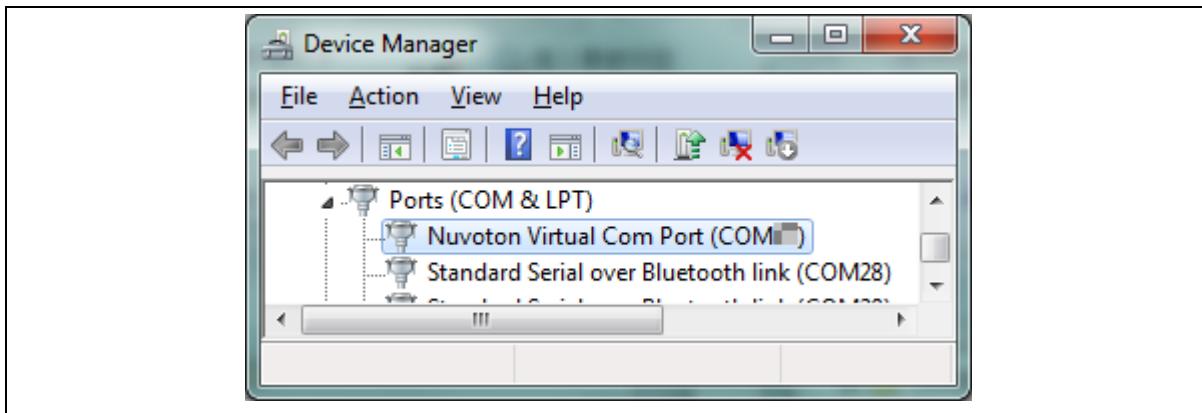 Device Manager
File Action View Help
Ports (COM & LPT)
Nuvoton Virtual Com Port (COM )
Standard Serial over Bluetooth link (COM28)